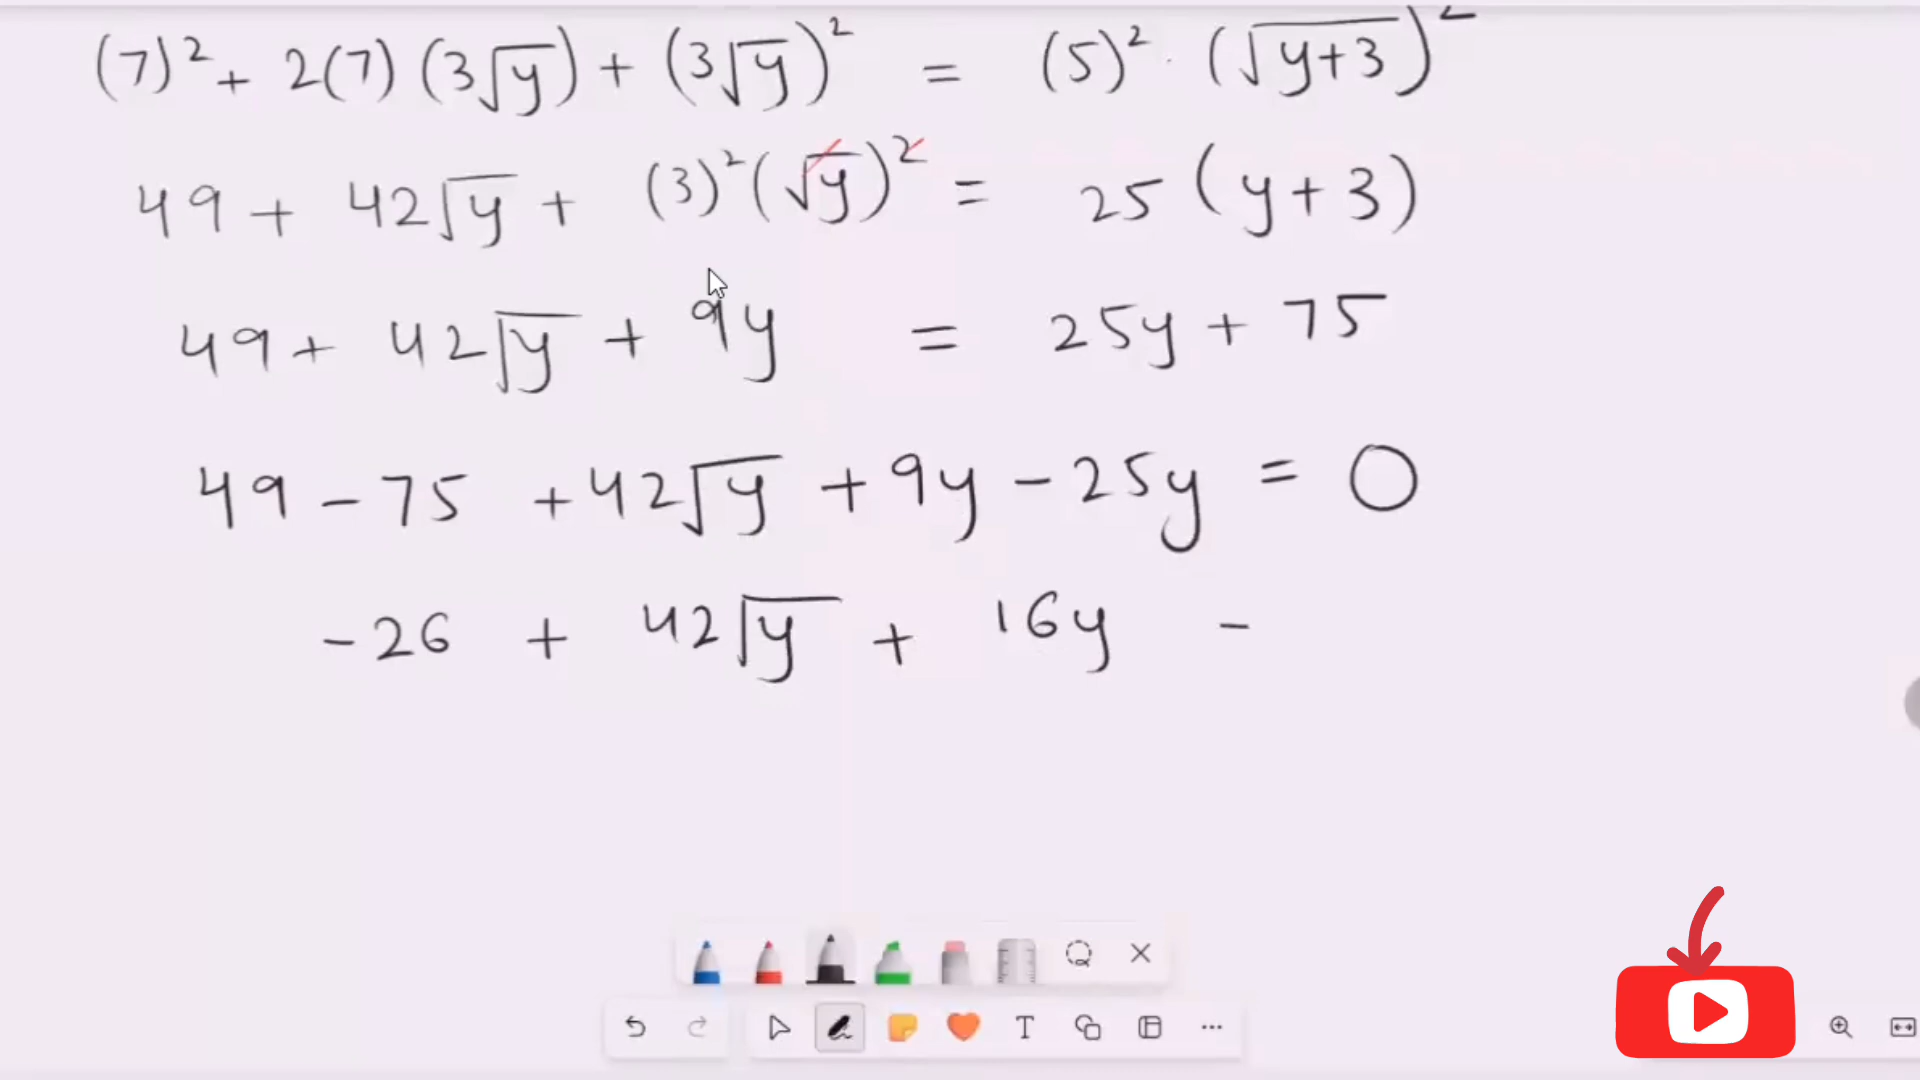 (7)² + 2(7)(3√y) + (3√y)² = (5)² · (√y+3)²
49 + 42√y + (3)²(√y)² = 25(y+3)
49 + 42√y + 9y = 25y + 75
49 - 75 + 42√y + 9y - 25y = 0
-26 + 42√y + 16y -